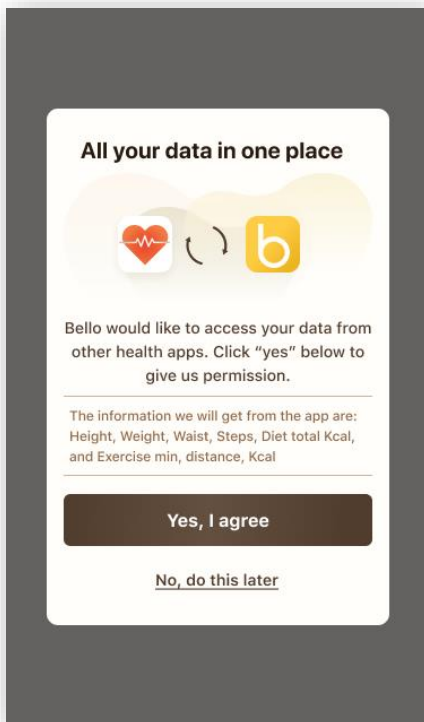 All your data in one place
b
Bello would like to access your data from
other health apps. Click “yes” below to
give us permission.
The information we will get from the app are:
Height, Weight, Waist, Steps, Diet total Kcal,
and Exercise min, distance, Kcal
Yes, I agree
No, do this later